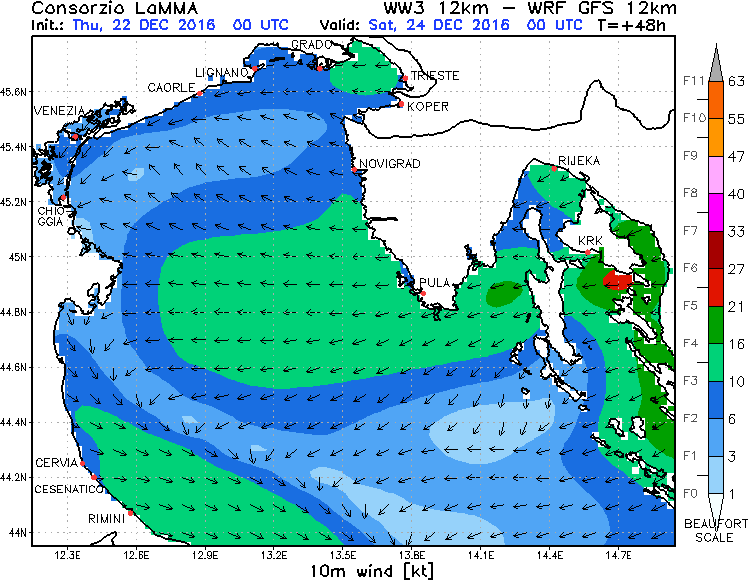 Consorzio LaMMA WW3 12km – WRF GFS 12km
Init.: Thu, 22 DEC 2016 00 UTC Valid: Sat, 24 DEC 2016 00 UTC T=+48h
GRADO
LIGNANO
TRIESTE
CAORLE
KOPER
VENEZIA
NOVIGRAD
RIJEKA
CHIO-
GGIA
KRK
PULA
CERVIA
CESENATICO
RIMINI
45.6N
45.4N
45.2N
45N
44.8N
44.6N
44.4N
44.2N
44N
12.3E 12.6E 12.9E 13.2E 13.5E 13.8E 14.1E 14.4E 14.7E
10m wind [kt]
F11 63
F10 55
F9 47
F8 40
F7 33
F6 27
F5 21
F4 16
F3 10
F2 6
F1 3
F0 1
BEAUFORT
SCALE